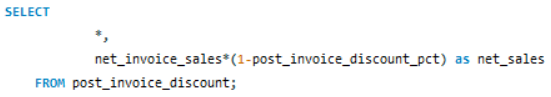 SELECT
*,
net_invoice_sales*(1-post_invoice_discount_pct) as net_sales
FROM post_invoice_discount;